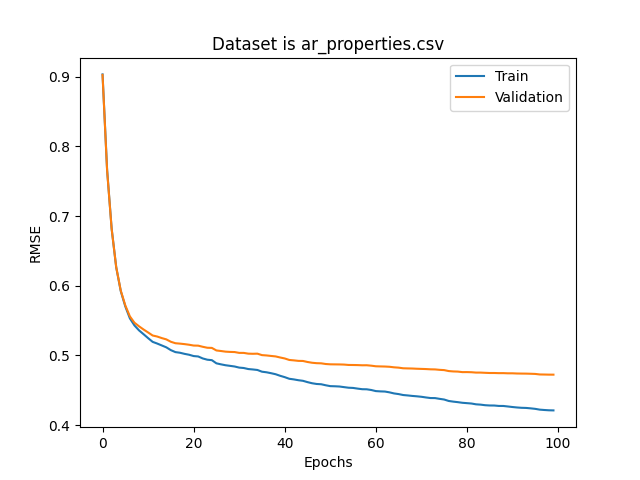 Dataset is ar_properties.csv
Train
Validation
0.9
0.8
0.7
0.6
0.5
0.4
RMSE
0 20 40 60 80 100
Epochs